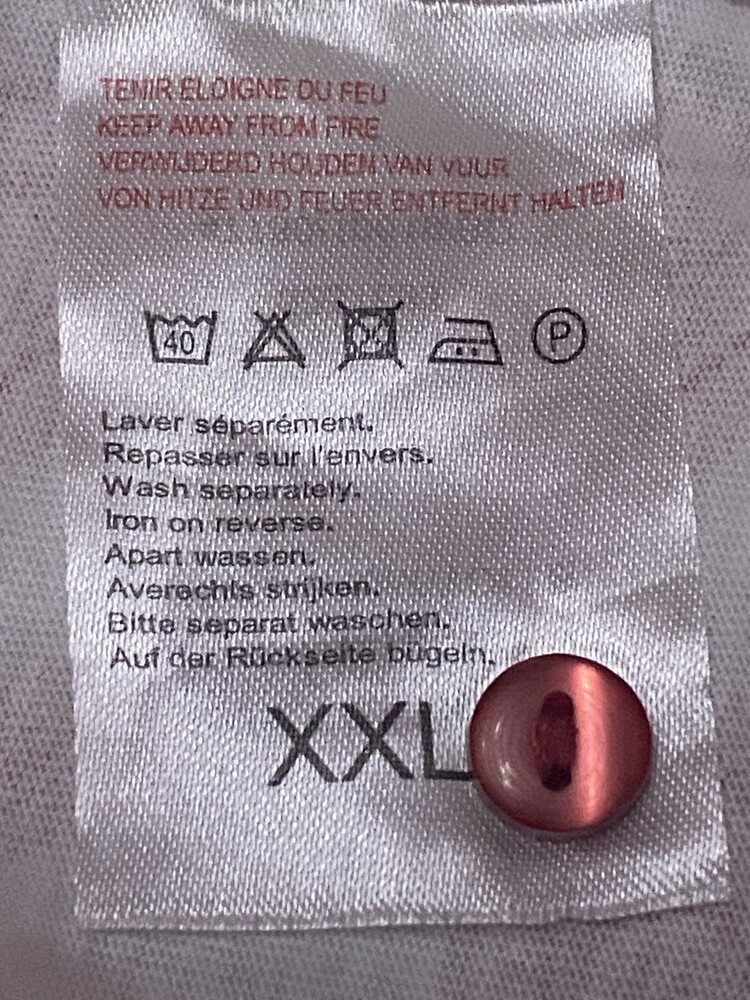 TENIR ELOIGNE DU FEU
KEEP AWAY FROM FIRE
VERWIJDERD HOUDEN VAN VUUR
VON HITZE UND FEUER ENTFERNT HALTEN
40 P
Laver séparément.
Repasser sur l'envers.
Wash separately.
Iron on reverse.
Apart wassen.
Averechts strijken.
Bitte separat waschen.
Auf der Rückseite bügeln.
XXL